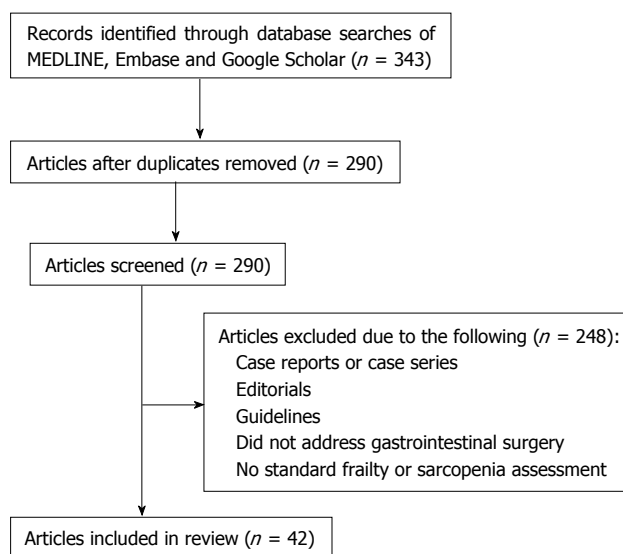 Records identified through database searches of
MEDLINE, Embase and Google Scholar (n = 343)
Articles after duplicates removed (n = 290)
Articles screened (n = 290)
Articles excluded due to the following (n = 248):
Case reports or case series
Editorials
Guidelines
Did not address gastrointestinal surgery
No standard frailty or sarcopenia assessment
Articles included in review (n = 42)